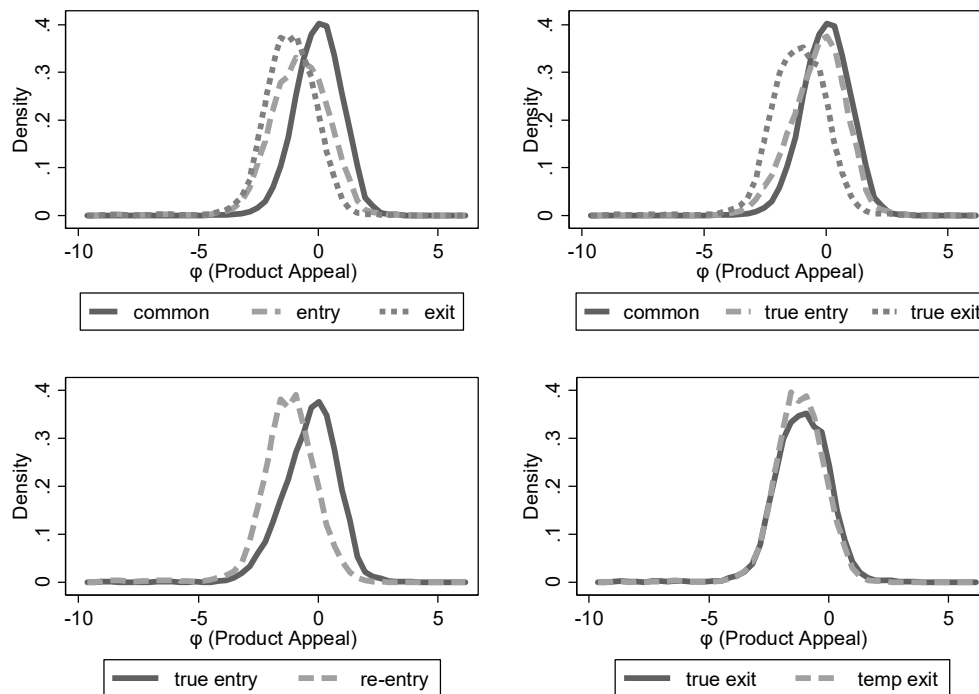 Density
.4
.3
.2
.1
0
-10 -5 0 5
φ (Product Appeal)
common entry exit
Density
.4
.3
.2
.1
0
-10 -5 0 5
φ (Product Appeal)
common true entry true exit
Density
.4
.3
.2
.1
0
-10 -5 0 5
φ (Product Appeal)
true entry re-entry
Density
.4
.3
.2
.1
0
-10 -5 0 5
φ (Product Appeal)
true exit temp exit